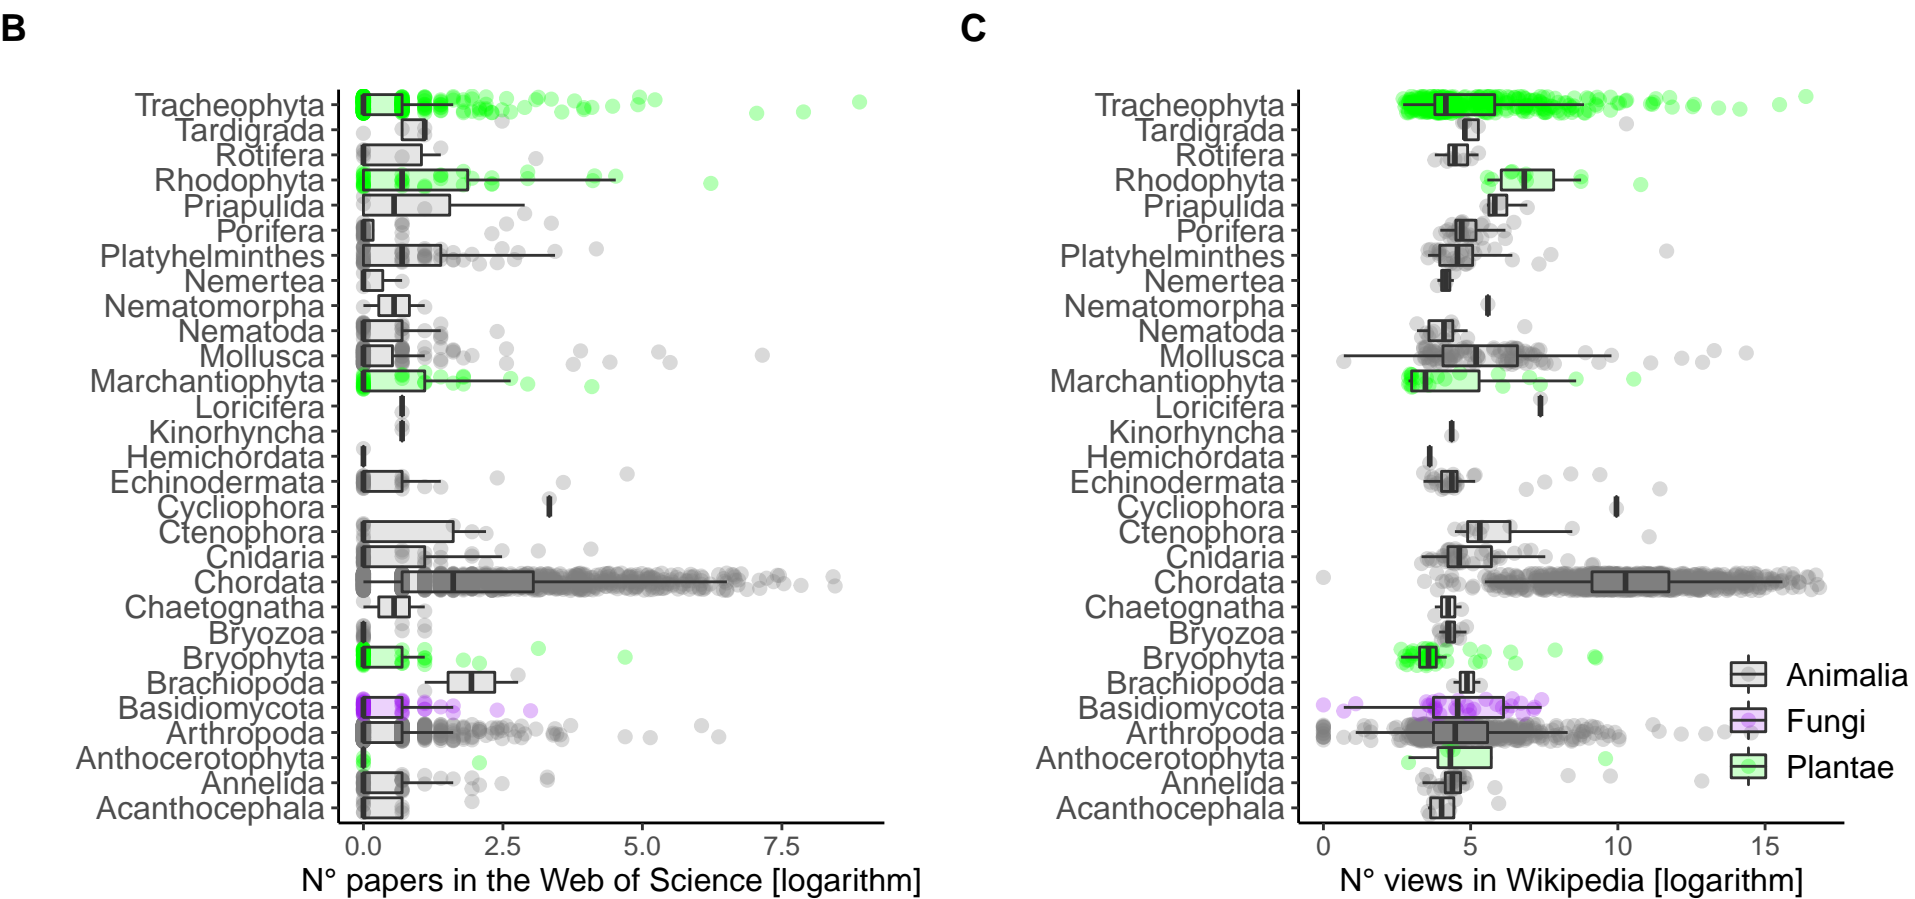 B
Tracheophyta
Tardigrada
Rotifera
Rhodophyta
Priapulida
Porifera
Platyhelminthes
Nemertea
Nematomorpha
Nematoda
Mollusca
Marchantiophyta
Loricifera
Kinorhyncha
Hemichordata
Echinodermata
Cycliophora
Ctenophora
Cnidaria
Chordata
Chaetognatha
Bryozoa
Bryophyta
Brachiopoda
Basidiomycota
Arthropoda
Anthocerotophyta
Annelida
Acanthocephala
0.0 2.5 5.0 7.5
N° papers in the Web of Science [logarithm]
C
Tracheophyta
Tardigrada
Rotifera
Rhodophyta
Priapulida
Porifera
Platyhelminthes
Nemertea
Nematomorpha
Nematoda
Mollusca
Marchantiophyta
Loricifera
Kinorhyncha
Hemichordata
Echinodermata
Cycliophora
Ctenophora
Cnidaria
Chordata
Chaetognatha
Bryozoa
Bryophyta
Brachiopoda
Basidiomycota
Arthropoda
Anthocerotophyta
Annelida
Acanthocephala
0 5 10 15
N° views in Wikipedia [logarithm]
Animalia
Fungi
Plantae